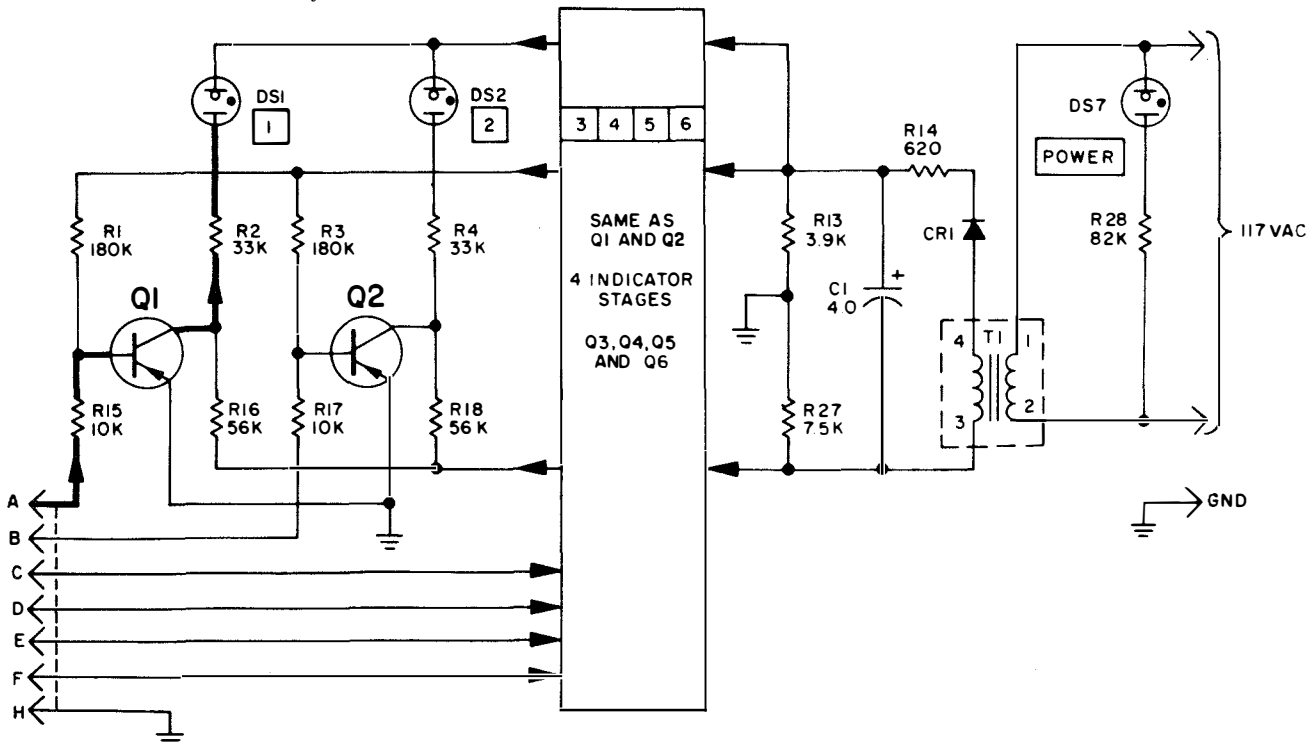 DS1
1
DS2
2
3 4 5 6
R1
180K
R2
33K
R3
180K
R4
33K
Q1
Q2
R15
10K
R16
56K
R17
10K
R18
56K
SAME AS
Q1 AND Q2
4 INDICATOR
STAGES
Q3, Q4, Q5
AND Q6
R14
620
R13
3.9K
CR1
C1
4.0
+
R27
7.5K
4 T1 1
3 2
DS7
POWER
R28
82K
117 VAC
GND
A
B
C
D
E
F
H